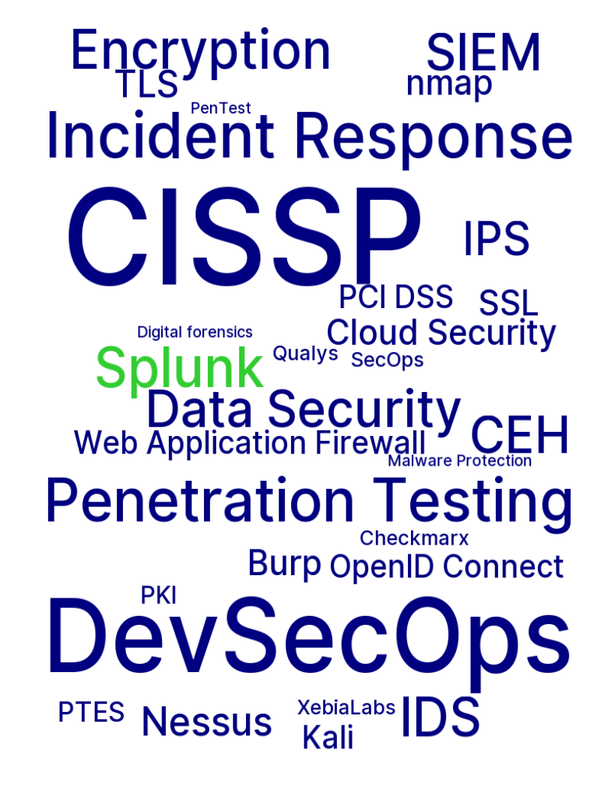 Encryption
SIEM
TLS
nmap
PenTest
Incident Response
CISSP
IPS
PCI DSS
SSL
Digital forensics
Cloud Security
Splunk
Qualys
SecOps
Data Security
CEH
Web Application Firewall
Malware Protection
Penetration Testing
Checkmarx
Burp
OpenID Connect
PKI
DevSecOps
PTES
Nessus
XebiaLabs
IDS
Kali